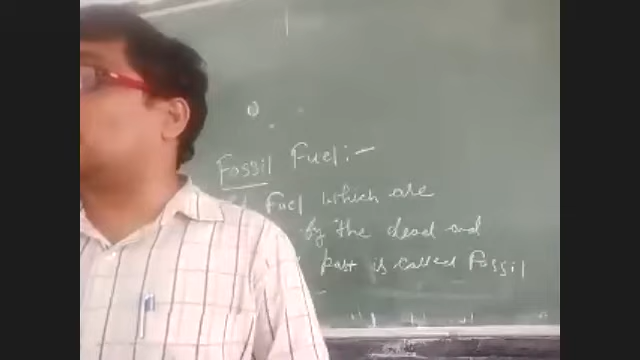 Fossil Fuel:-
Fuel which are
by the dead and
past is called Fossil